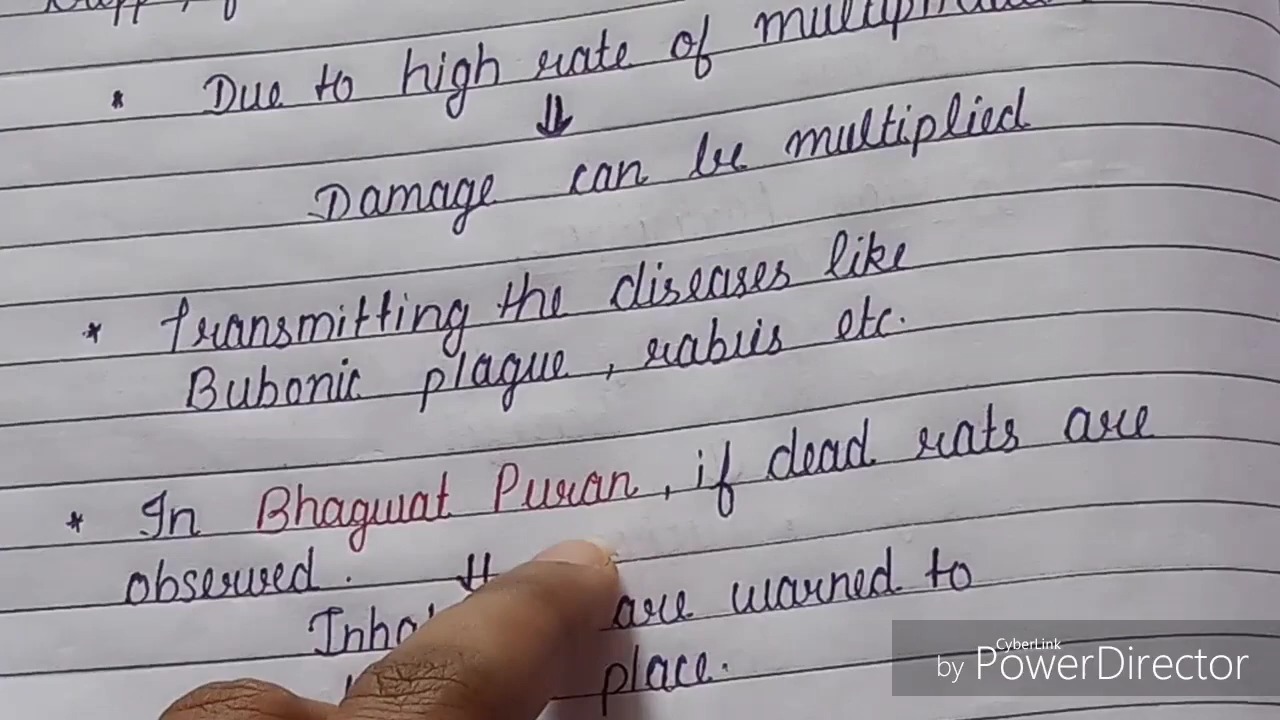 * Due to high rate of
⇓
Damage can be multiplied
* transmitting the diseases like
Bubonic plague, rabies etc.
* In Bhagwat Puran, if dead rats are
observed. ⇓
are warned to
place.
CyberLink
by PowerDirector